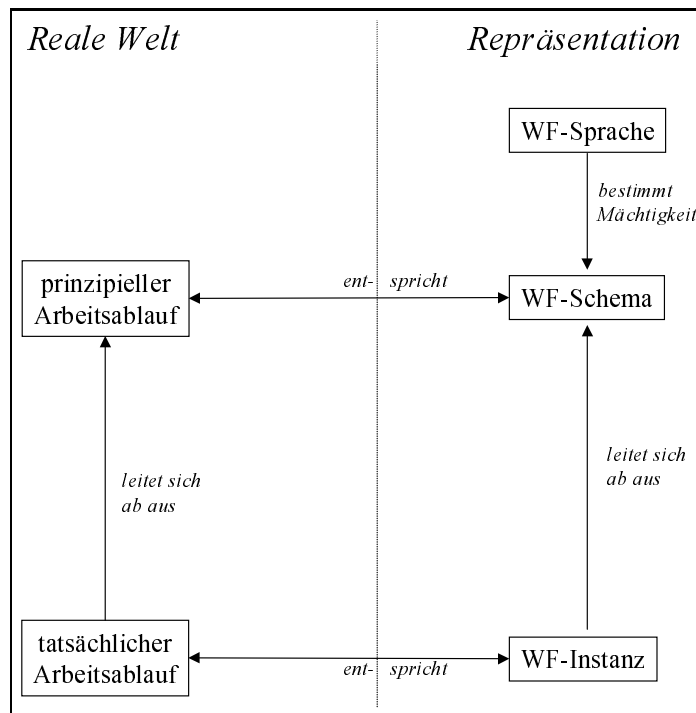 Reale Welt
Repräsentation
WF-Sprache
bestimmt
Mächtigkeit
prinzipieller
Arbeitsablauf
ent- spricht
WF-Schema
leitet sich
ab aus
leitet sich
ab aus
tatsächlicher
Arbeitsablauf
ent- spricht
WF-Instanz